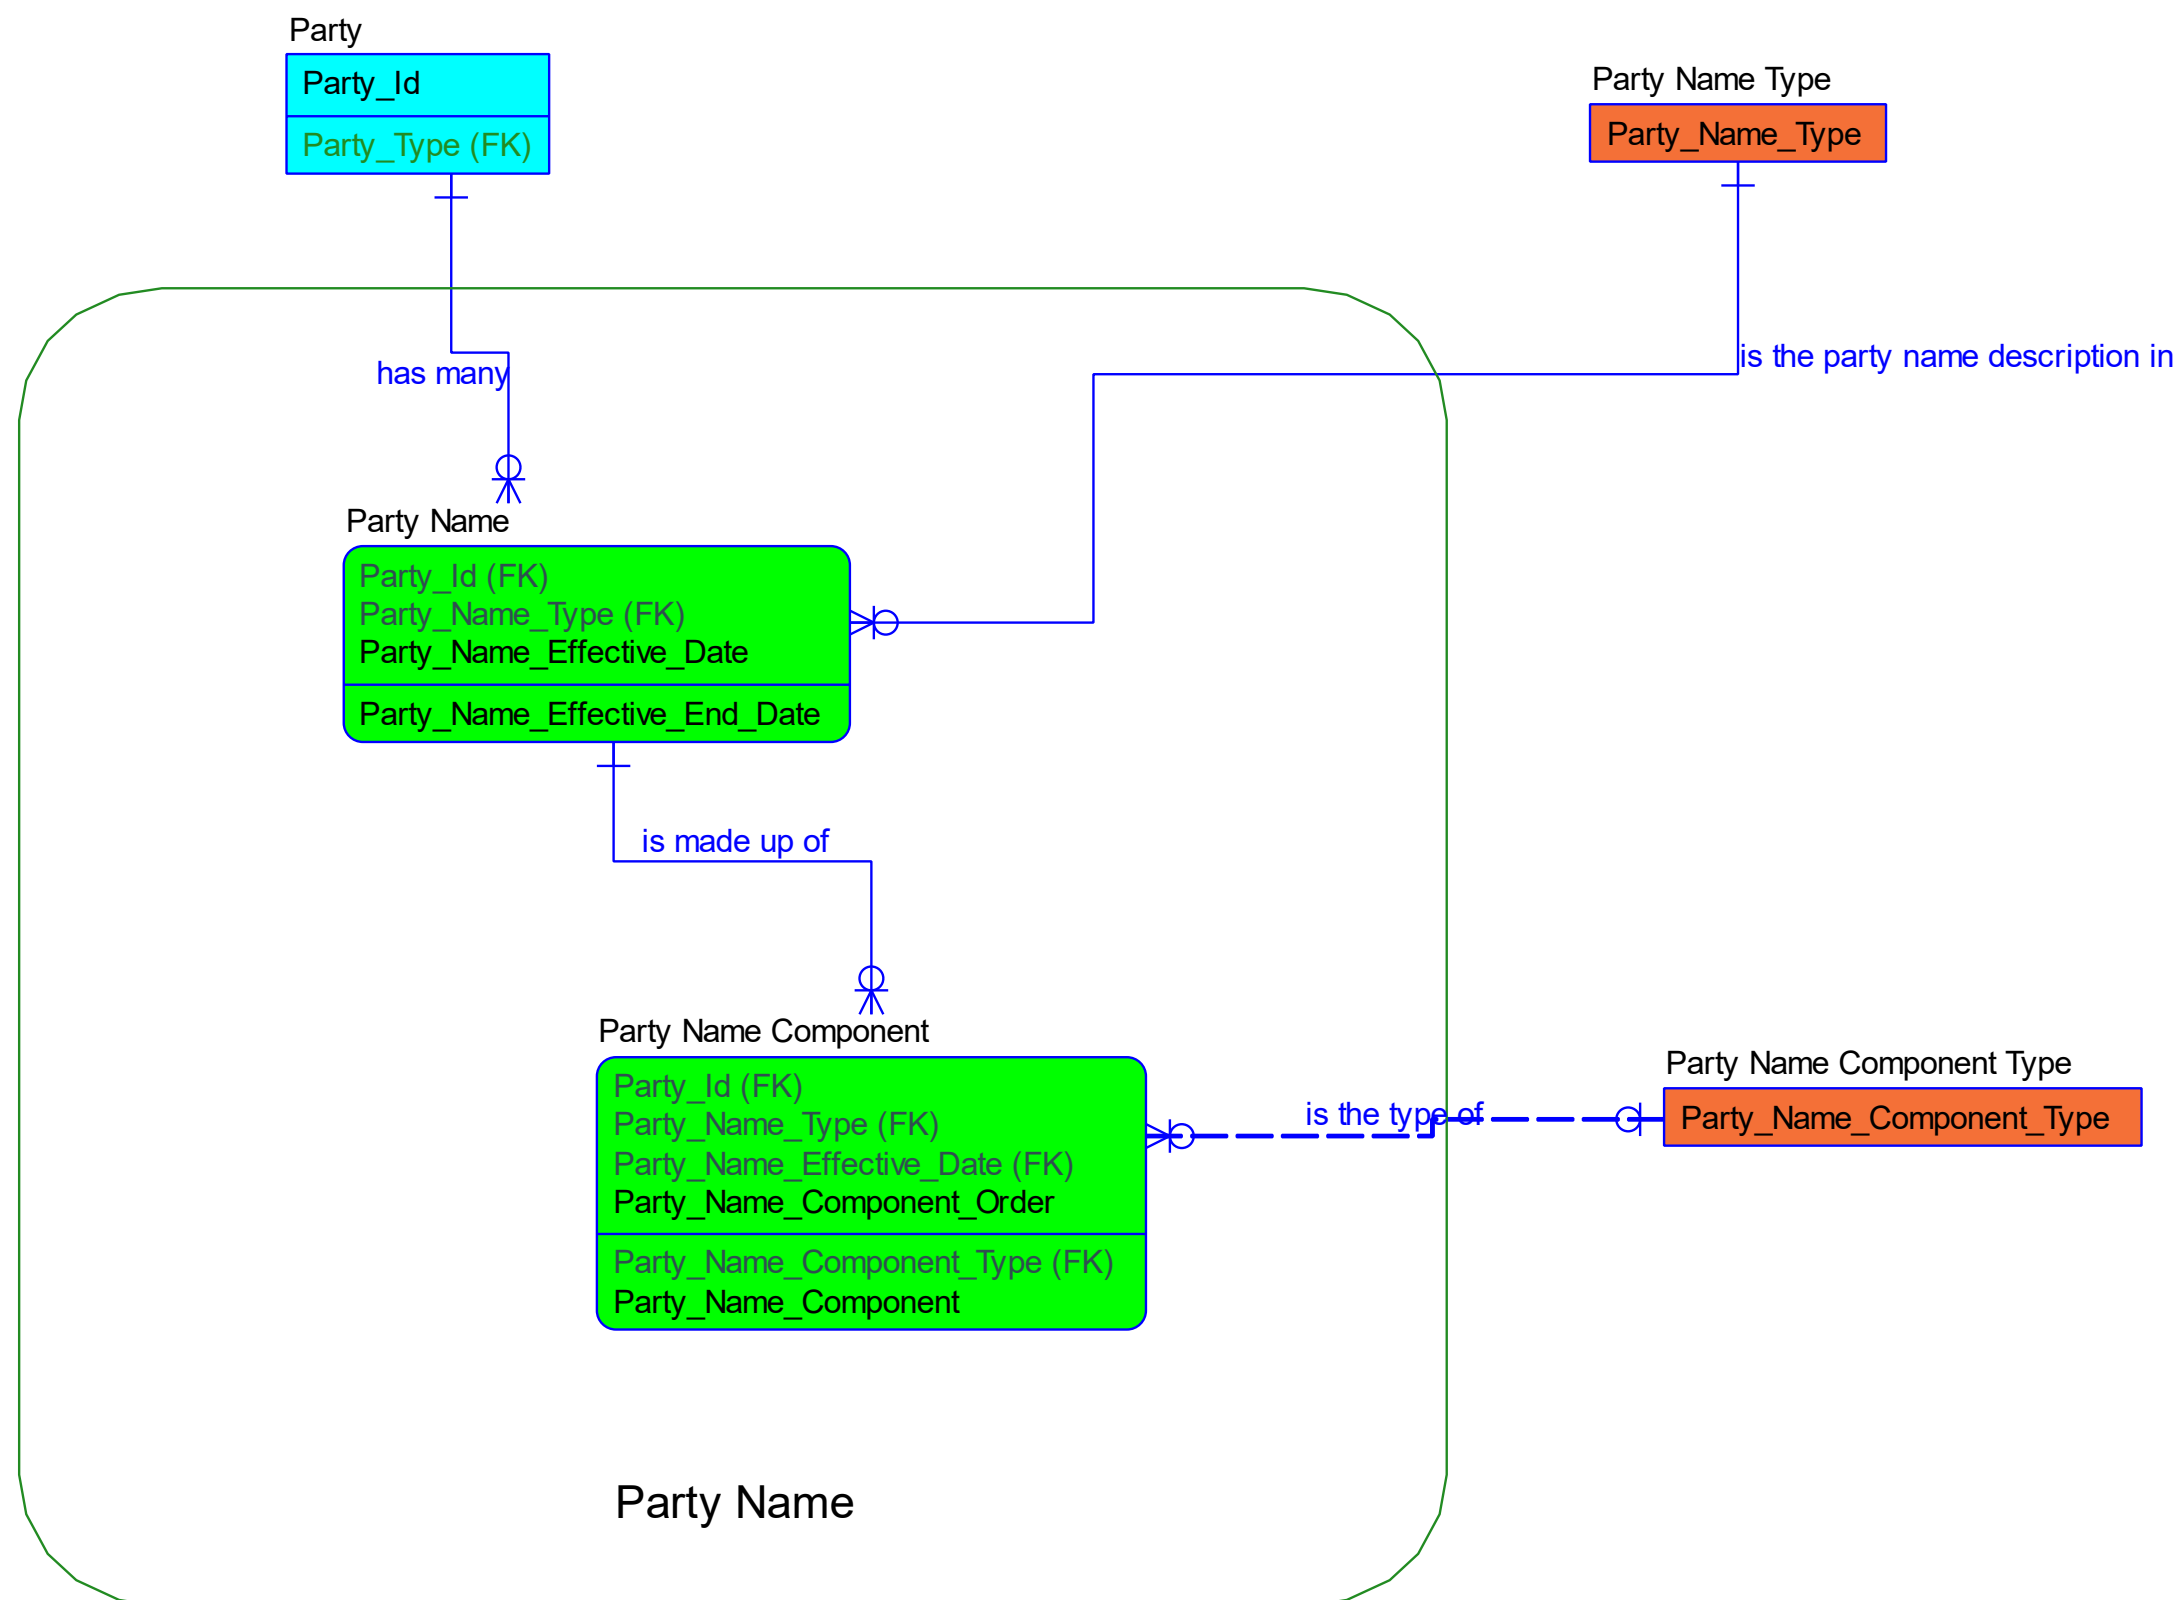 Party
Party_Id
Party_Type (FK)
Party Name Type
Party_Name_Type
has many
is the party name description in
Party Name
Party_Id (FK)
Party_Name_Type (FK)
Party_Name_Effective_Date
Party_Name_Effective_End_Date
is made up of
Party Name Component
Party_Id (FK)
Party_Name_Type (FK)
Party_Name_Effective_Date (FK)
Party_Name_Component_Order
Party_Name_Component_Type (FK)
Party_Name_Component
is the type of
Party Name Component Type
Party_Name_Component_Type
Party Name